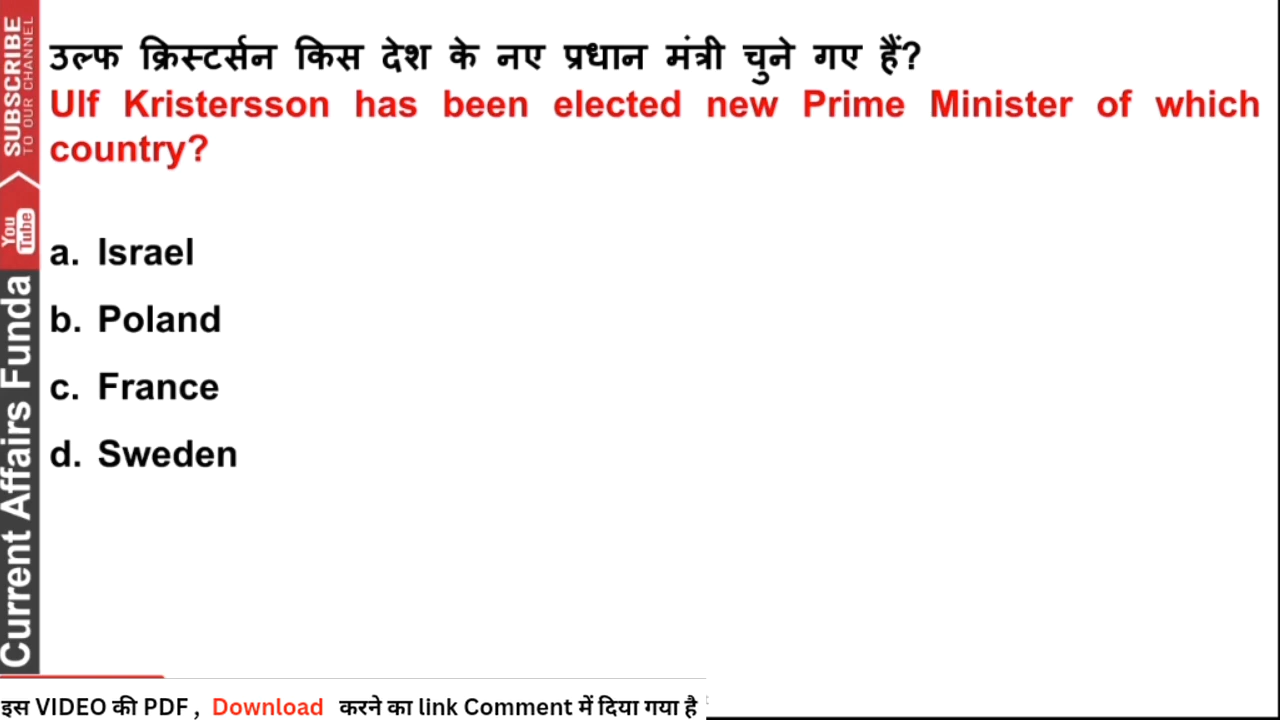 उल्फ क्रिस्टर्सन किस देश के नए प्रधान मंत्री चुने गए हैं?
Ulf Kristersson has been elected new Prime Minister of which
country?
a. Israel
b. Poland
c. France
d. Sweden
SUBSCRIBE
TO OUR CHANNEL
You
Tube
Current Affairs Funda
इस VIDEO की PDF , Download करने का link Comment में दिया गया है